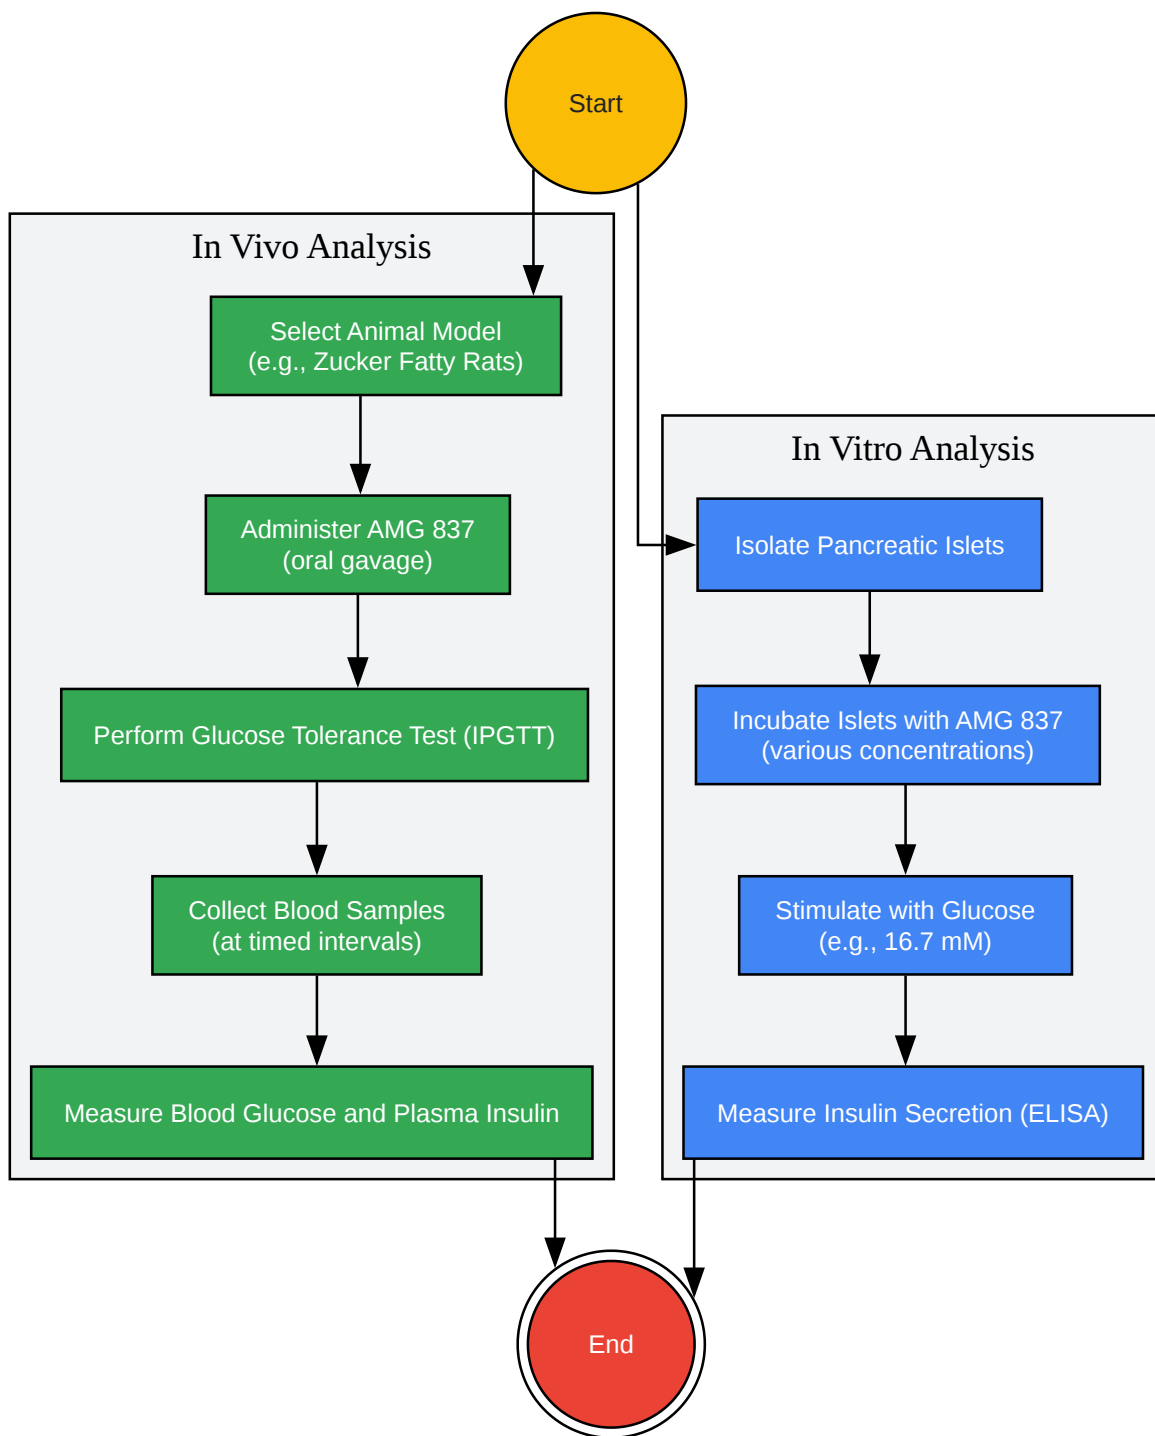 Start
In Vivo Analysis
Select Animal Model
(e.g., Zucker Fatty Rats)
Administer AMG 837
(oral gavage)
Perform Glucose Tolerance Test (IPGTT)
Collect Blood Samples
(at timed intervals)
Measure Blood Glucose and Plasma Insulin
In Vitro Analysis
Isolate Pancreatic Islets
Incubate Islets with AMG 837
(various concentrations)
Stimulate with Glucose
(e.g., 16.7 mM)
Measure Insulin Secretion (ELISA)
End